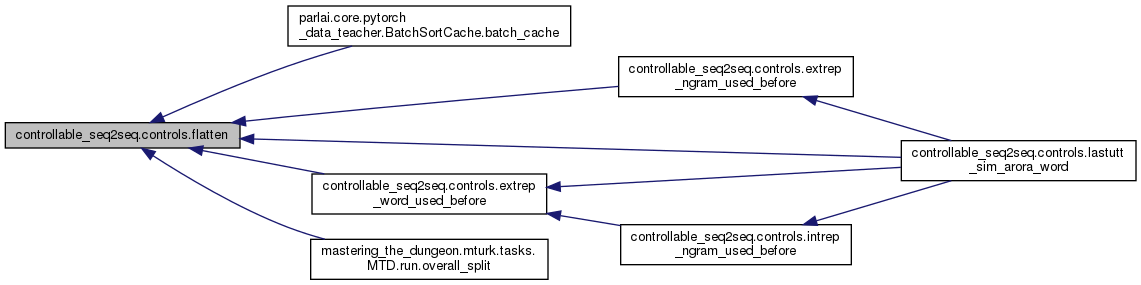 parlai.core.pytorch
_data_teacher.BatchSortCache.batch_cache
controllable_seq2seq.controls.extrep
_ngram_used_before
controllable_seq2seq.controls.flatten
controllable_seq2seq.controls.lastutt
_sim_arora_word
controllable_seq2seq.controls.extrep
_word_used_before
controllable_seq2seq.controls.intrep
_ngram_used_before
mastering_the_dungeon.mturk.tasks.
MTD.run.overall_split